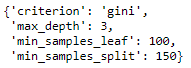 {'criterion': 'gini',
'max_depth': 3,
'min_samples_leaf': 100,
'min_samples_split': 150}